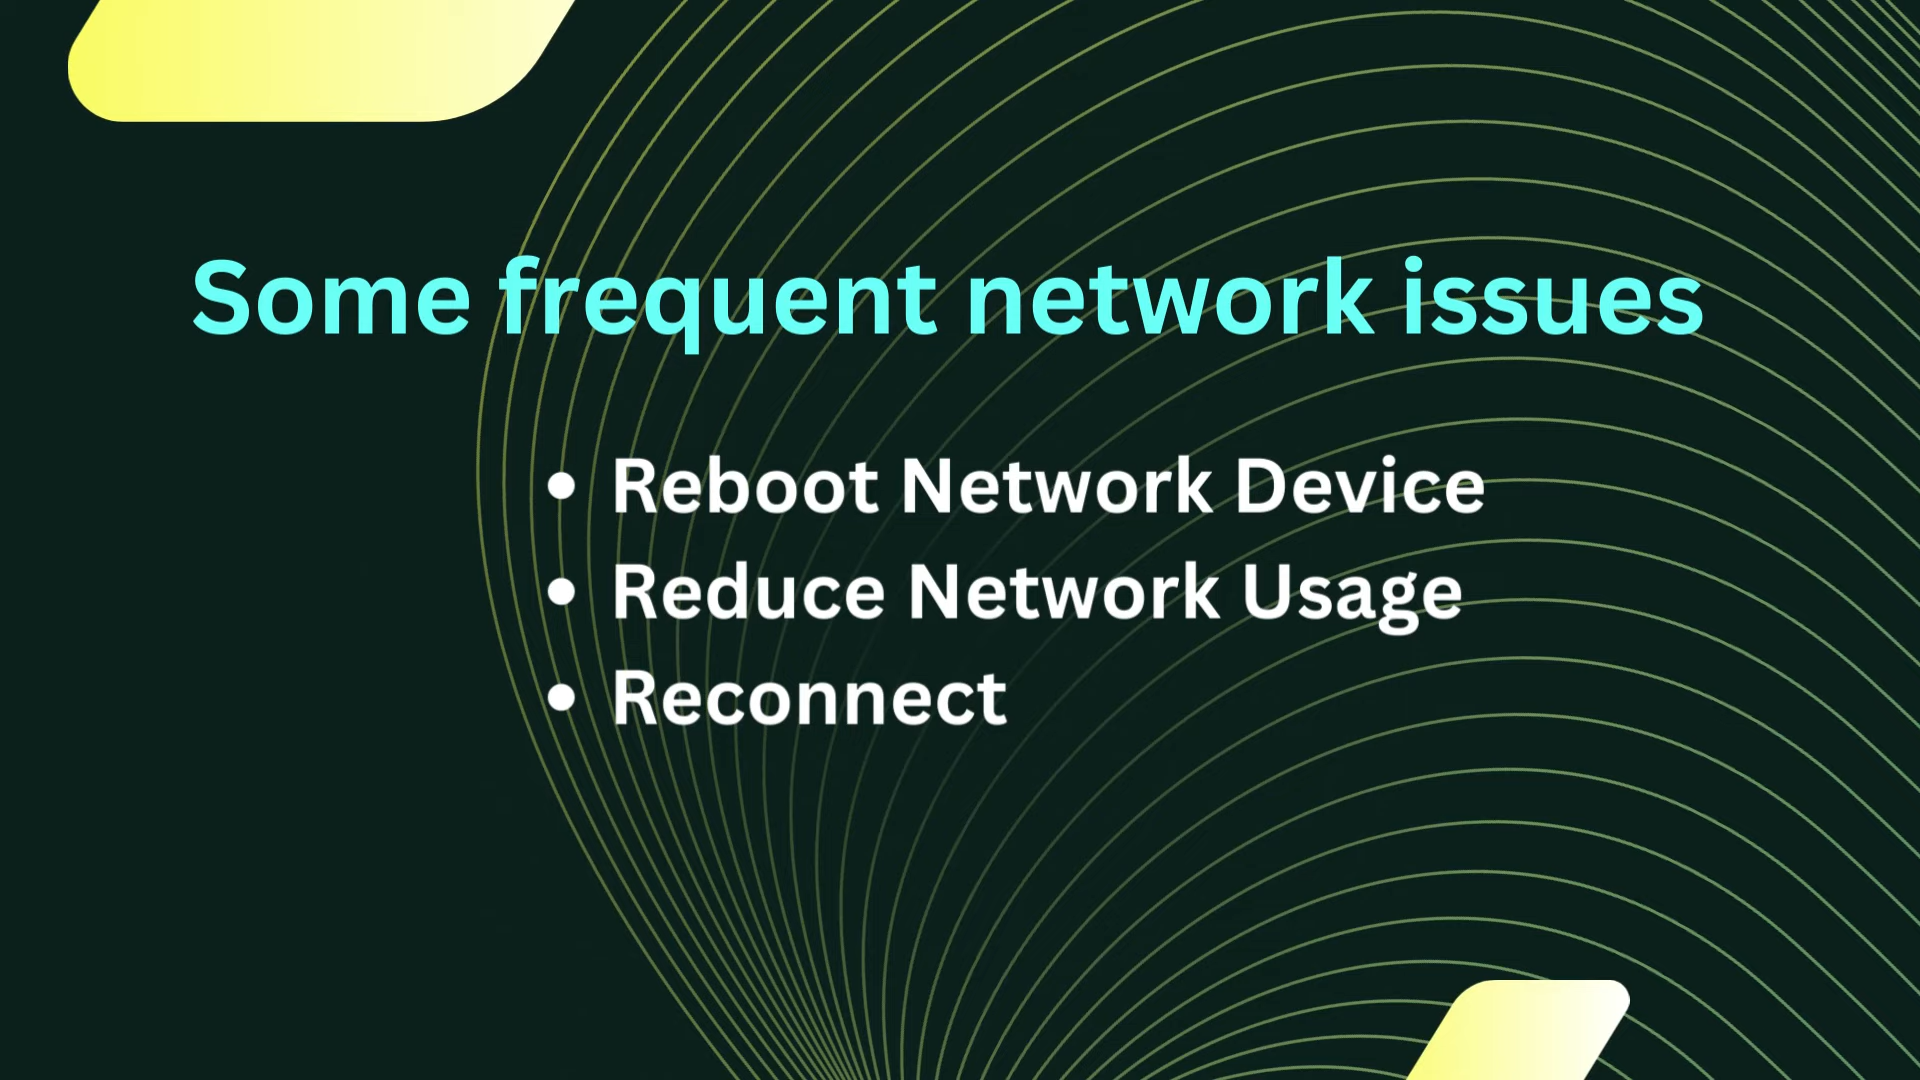 Some frequent network issues
• Reboot Network Device
• Reduce Network Usage
• Reconnect